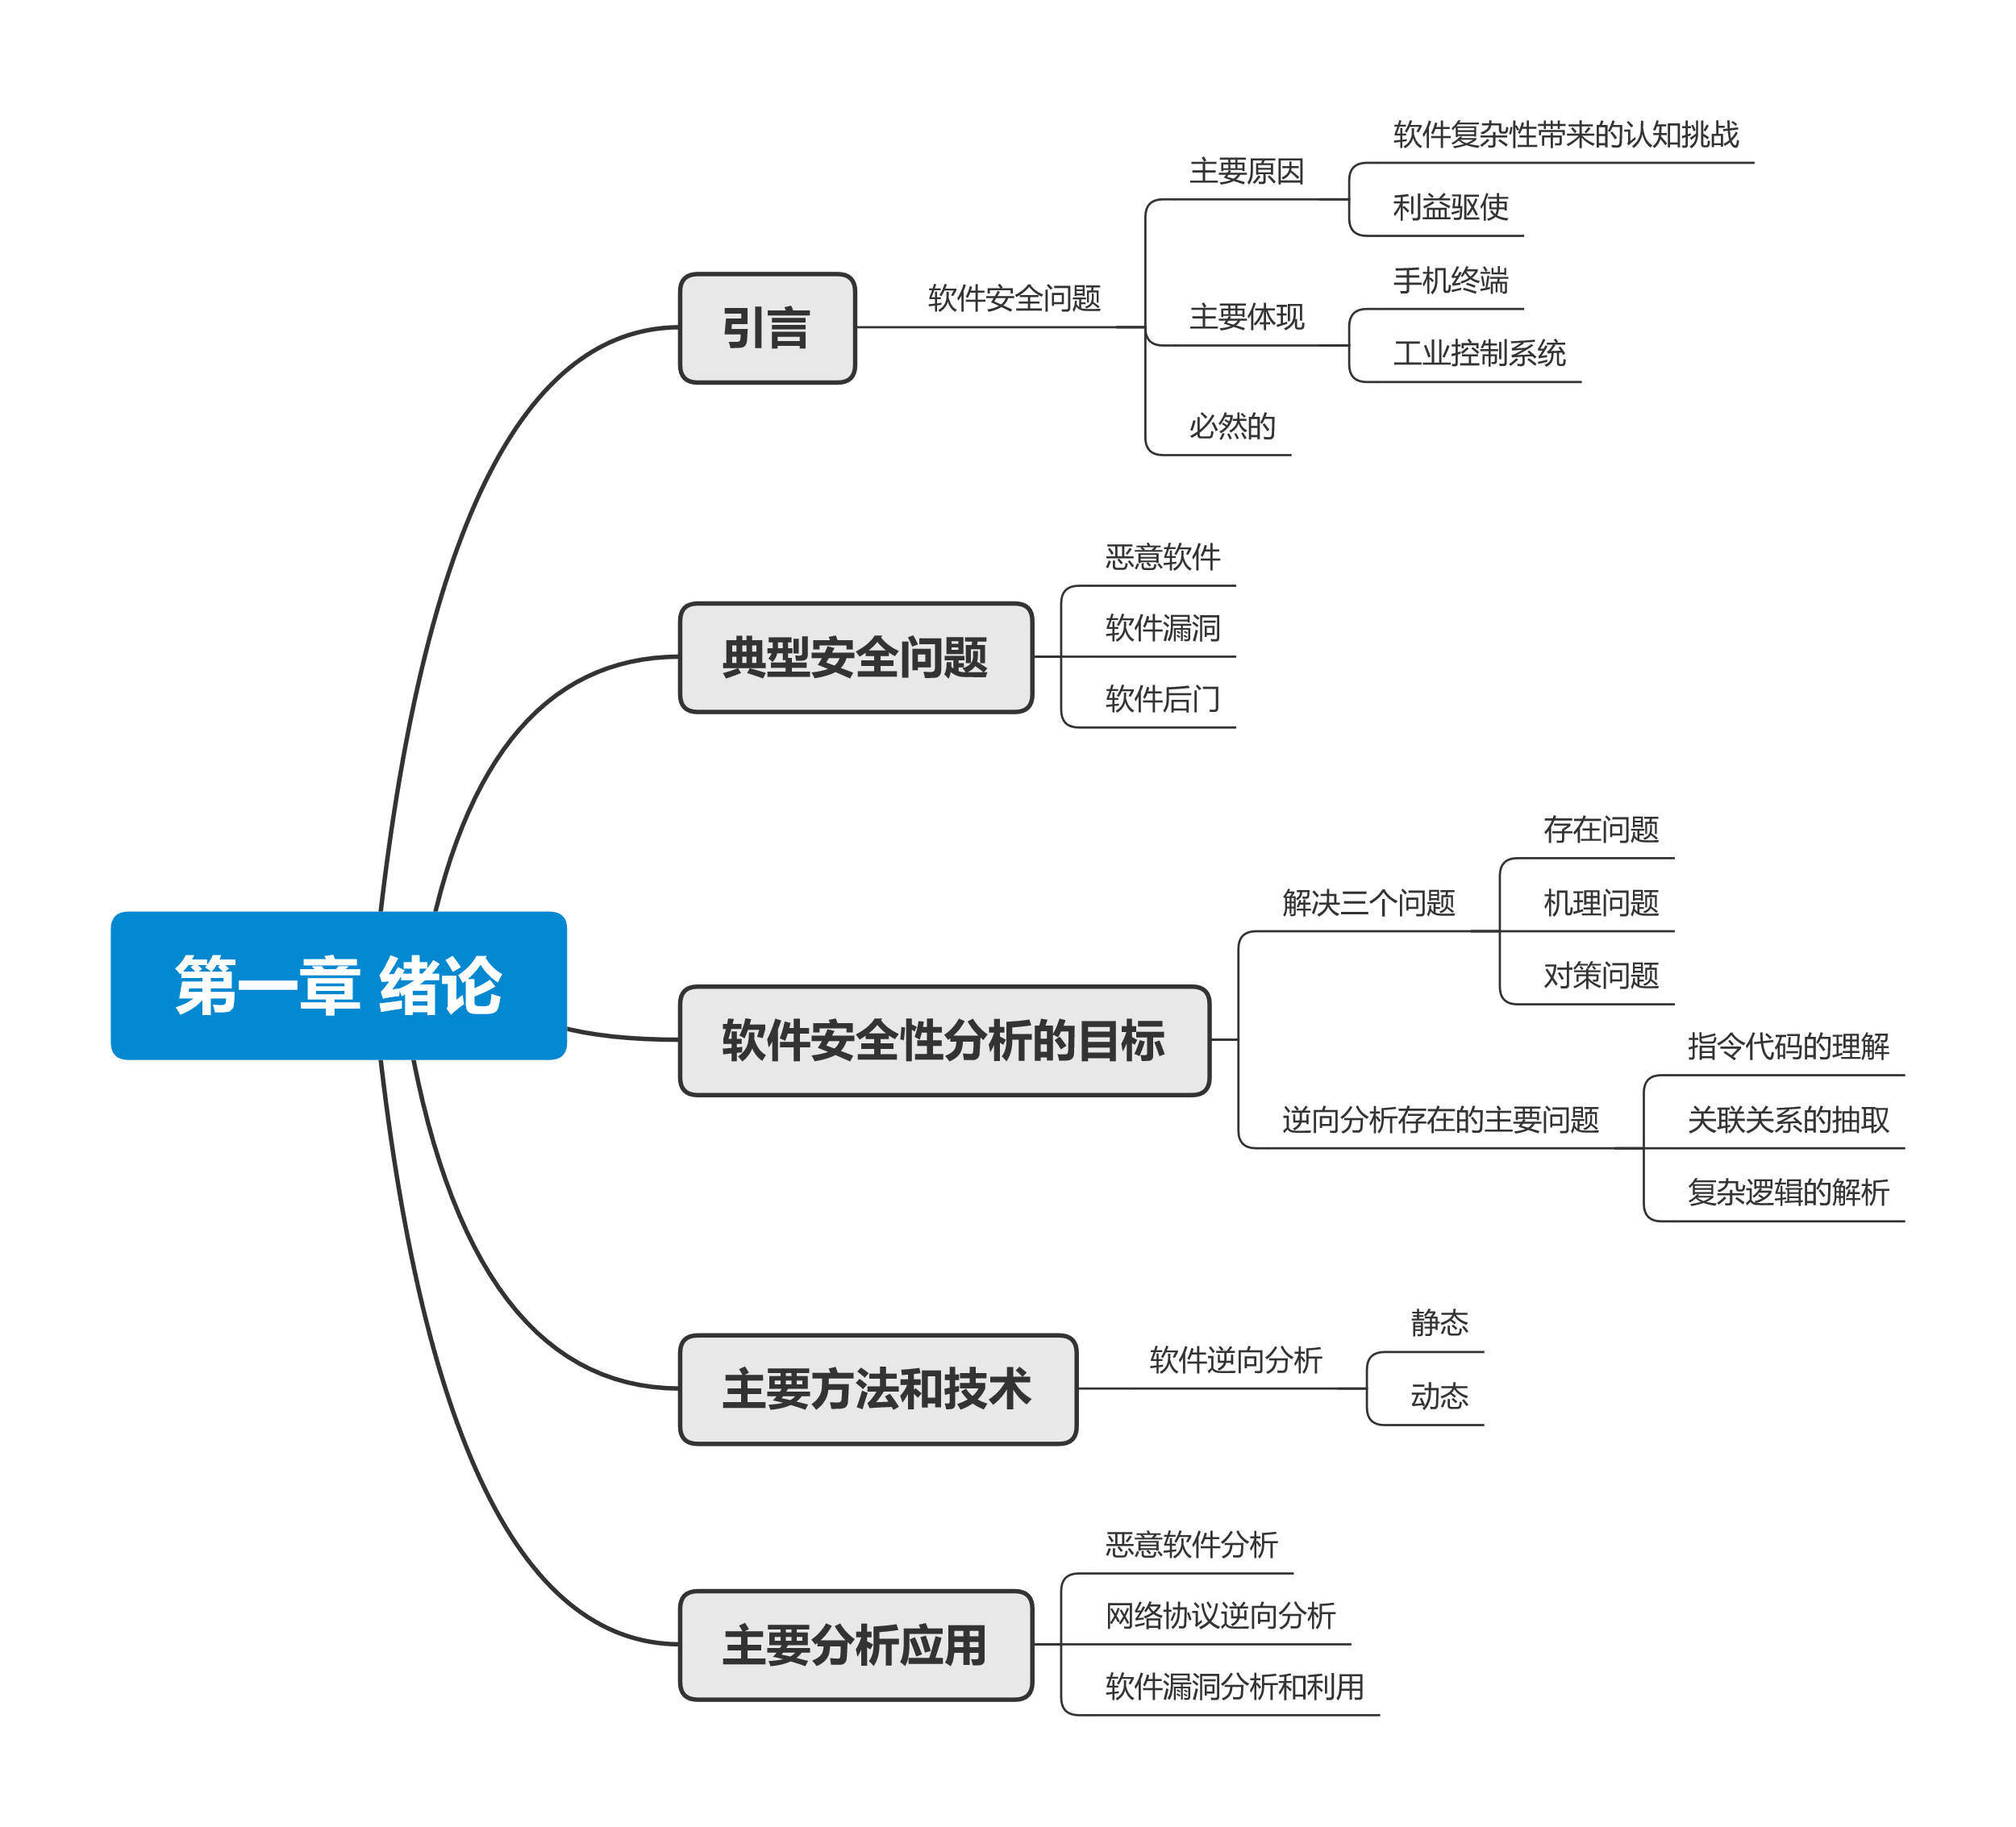 第一章 绪论
引言
软件安全问题
主要原因
软件复杂性带来的认知挑战
利益驱使
主要体现
手机终端
工业控制系统
必然的
典型安全问题
恶意软件
软件漏洞
软件后门
软件安全性分析的目标
解决三个问题
存在问题
机理问题
对策问题
逆向分析存在的主要问题
指令代码的理解
关联关系的抽取
复杂逻辑的解析
主要方法和技术
软件逆向分析
静态
动态
主要分析应用
恶意软件分析
网络协议逆向分析
软件漏洞分析和利用